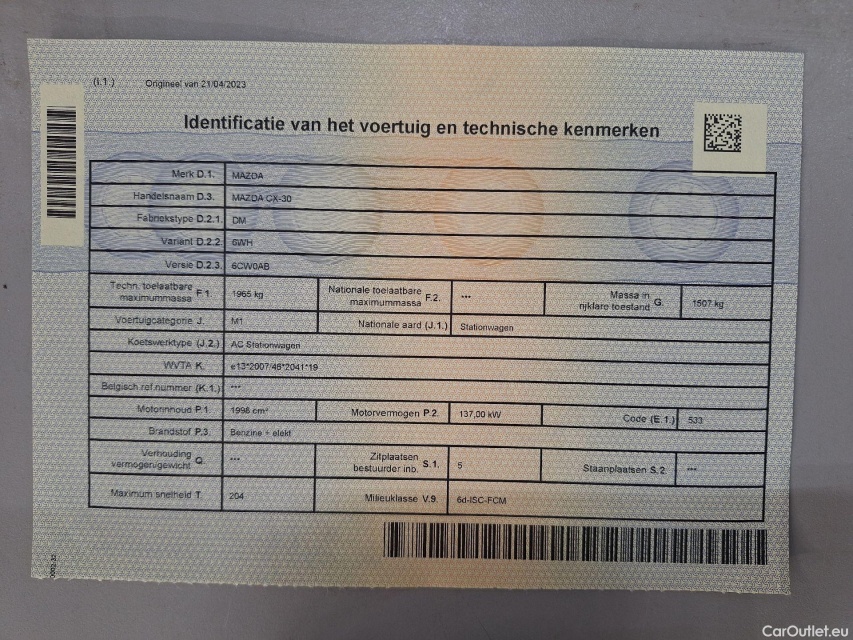 (I.1.) Origineel van 21/04/2023
Identificatie van het voertuig en technische kenmerken
Merk D.1. MAZDA
Handelsnaam D.3. MAZDA CX-30
Fabriekstype D.2.1. DM
Variant D.2.2. 6WH
Versie D.2.3. 6CW0AB
Techn. toelaatbare maximummassa F.1. 1965 kg Nationale toelaatbare maximummassa F.2. *** Massa in rijklare toestand G. 1507 kg
Voertuigcategorie J. M1 Nationale aard (J.1.) Stationwagen
Koetswerktype (J.2.) AC Stationwagen
WVTA K. e13*2007/46*2041*19
Belgisch ref.nummer (K.1.) ***
Motorinhoud P.1. 1998 cm³ Motorvermogen P.2. 137,00 kW Code (E.1.) 533
Brandstof P.3. Benzine + elekt
Verhouding vermogen/gewicht Q. *** Zitplaatsen bestuurder inb. S.1. 5 Staanplaatsen S.2. ***
Maximum snelheid T. 204 Milieuklasse V.9. 6d-ISC-FCM
CarOutlet.eu